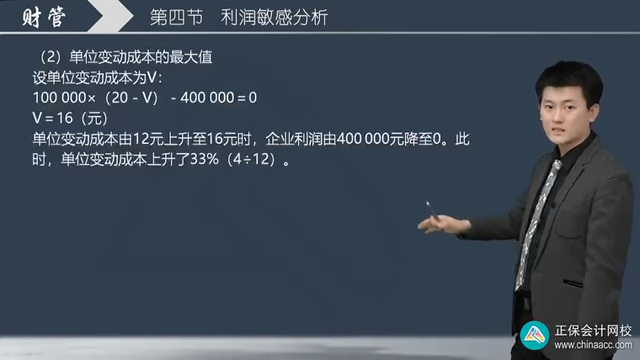 财管
第四节 利润敏感分析
（2）单位变动成本的最大值
设单位变动成本为V：
100 000×（20－V）－400 000＝0
V＝16（元）
单位变动成本由12元上升至16元时，企业利润由400 000元降至0。此
时，单位变动成本上升了33%（4÷12）。
正保会计网校
www.chinaacc.com